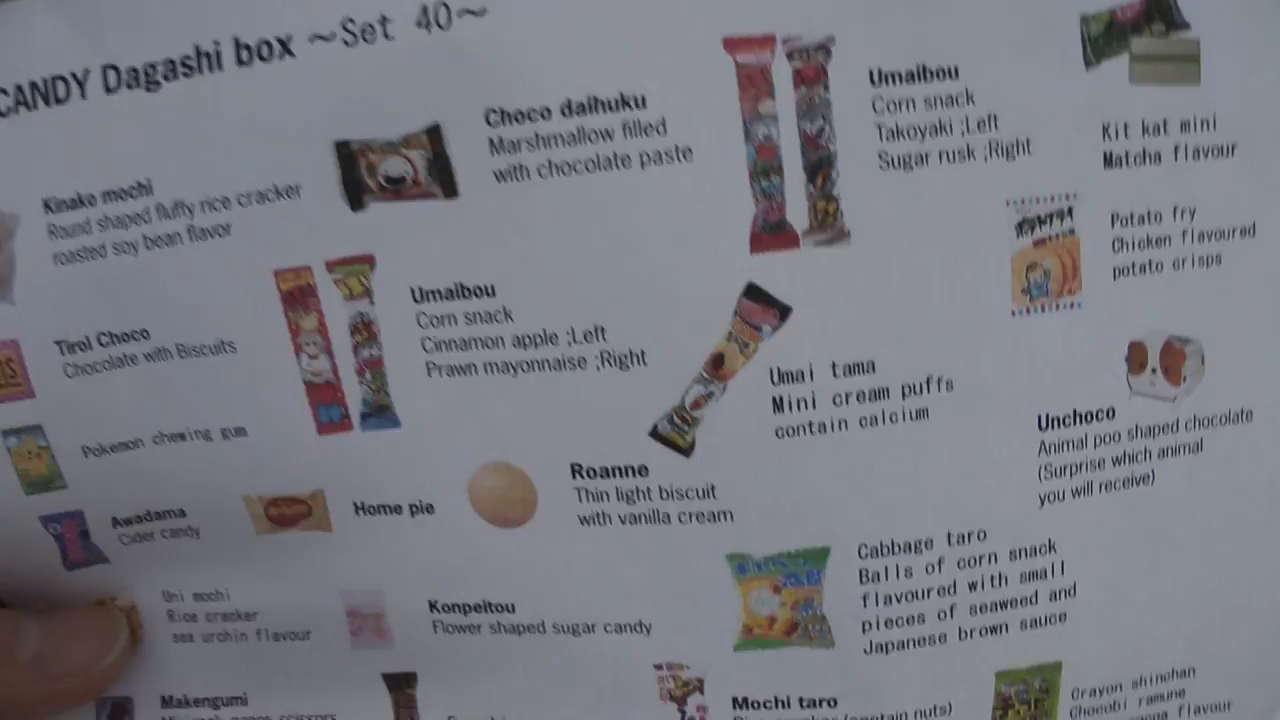 CANDY Dagashi box ~Set 40~
Kinako mochi
Round shaped fluffy rice cracker
roasted soy bean flavor
Choco daihuku
Marshmallow filled
with chocolate paste
Umaibou
Corn snack
Takoyaki ;Left
Sugar rusk ;Right
Kit kat mini
Matcha flavour
Tirol Choco
Chocolate with Biscuits
Umaibou
Corn snack
Cinnamon apple ;Left
Prawn mayonnaise ;Right
Umai tama
Mini cream puffs
contain calcium
Potato fry
Chicken flavoured
potato crisps
Pokemon chewing gum
Unchoco
Animal poo shaped chocolate
(Surprise which animal
you will receive)
Awadama
Cider candy
Home pie
Roanne
Thin light biscuit
with vanilla cream
Cabbage taro
Balls of corn snack
flavoured with small
pieces of seaweed and
Japanese brown sauce
Uni mochi
Rice cracker
sea urchin flavour
Konpeitou
Flower shaped sugar candy
Makengumi
Mochi taro
(contain nuts)
Crayon shinchan
Chocobi ramune
flavour